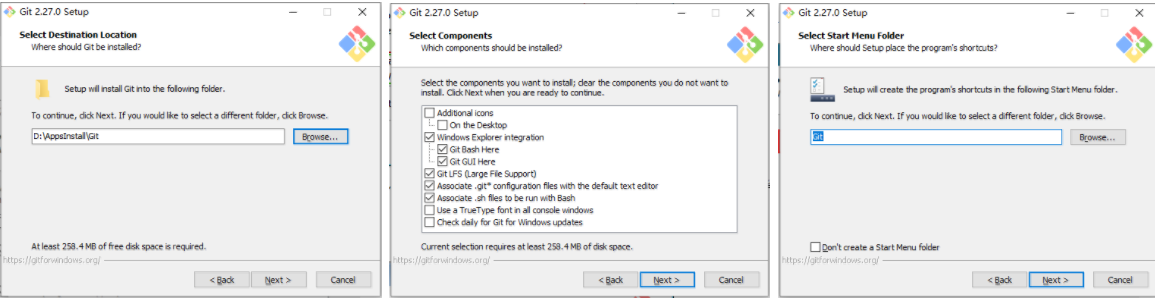 Git 2.27.0 Setup
Select Destination Location
Where should Git be installed?
Setup will install Git into the following folder.
To continue, click Next. If you would like to select a different folder, click Browse.
D:\AppsInstall\Git
Browse...
At least 258.4 MB of free disk space is required.
https://gitforwindows.org/
< Back
Next >
Cancel
Git 2.27.0 Setup
Select Components
Which components should be installed?
Select the components you want to install; clear the components you do not want to
install. Click Next when you are ready to continue.
Additional icons
On the Desktop
Windows Explorer integration
Git Bash Here
Git GUI Here
Git LFS (Large File Support)
Associate .git* configuration files with the default text editor
Associate .sh files to be run with Bash
Use a TrueType font in all console windows
Check daily for Git for Windows updates
Current selection requires at least 258.4 MB of disk space.
https://gitforwindows.org/
< Back
Next >
Cancel
Git 2.27.0 Setup
Select Start Menu Folder
Where should Setup place the program's shortcuts?
Setup will create the program's shortcuts in the following Start Menu folder.
To continue, click Next. If you would like to select a different folder, click Browse.
Git
Browse...
Don't create a Start Menu folder
https://gitforwindows.org/
< Back
Next >
Cancel